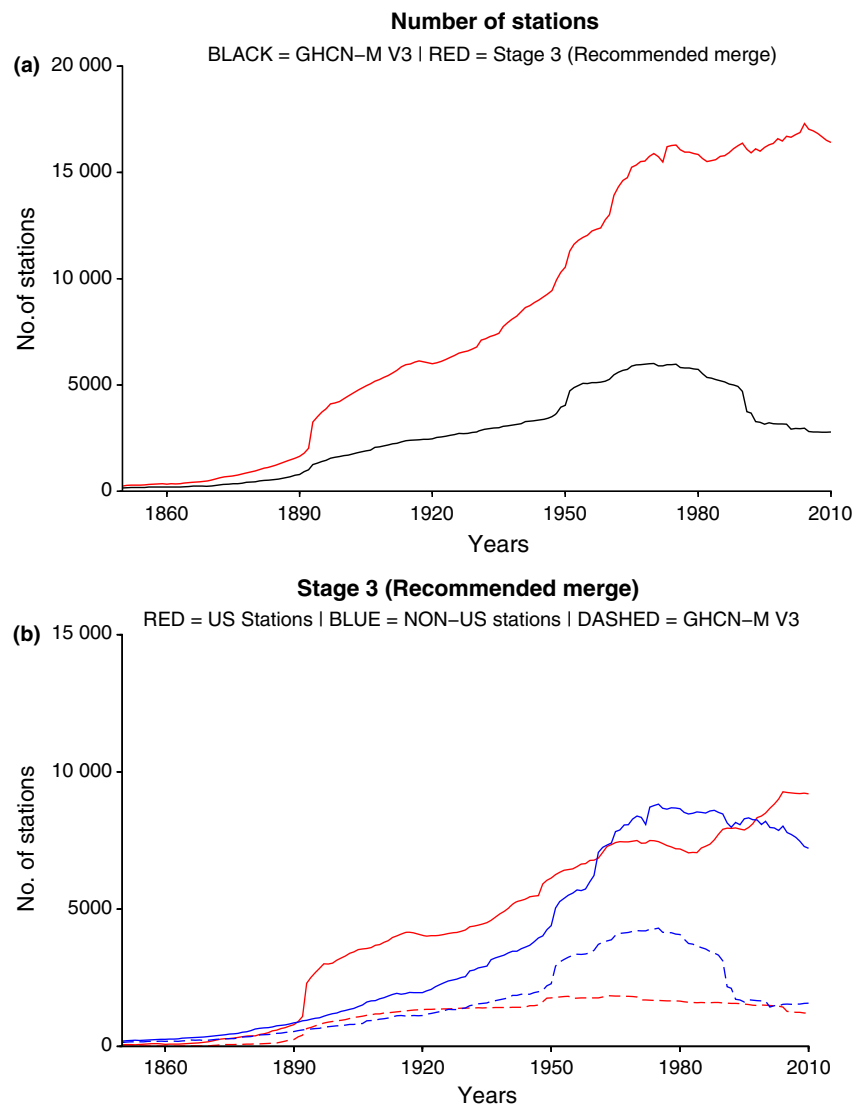 Number of stations
(a)
BLACK = GHCN−M V3 | RED = Stage 3 (Recommended merge)
20 000
15 000
10 000
5000
0
No.of stations
1860 1890 1920 1950 1980 2010
Years
Stage 3 (Recommended merge)
(b)
RED = US Stations | BLUE = NON−US stations | DASHED = GHCN−M V3
15 000
10 000
5000
0
No. of stations
1860 1890 1920 1950 1980 2010
Years